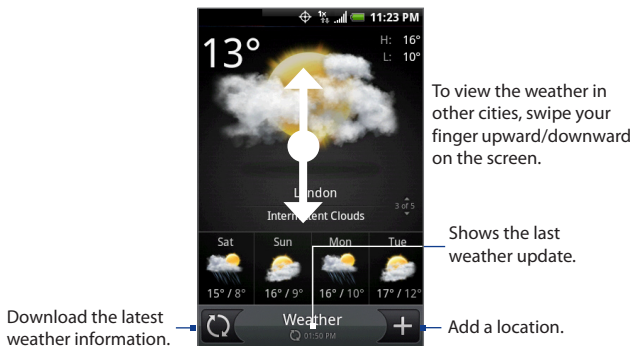 11:23 PM
13°
H: 16°
L: 10°
To view the weather in
other cities, swipe your
finger upward/downward
on the screen.
London
3 of 5
Intermittent Clouds
Sat Sun Mon Tue
15° / 8° 16° / 9° 16° / 10° 17° / 12°
Shows the last
weather update.
Download the latest
weather information.
Weather
01:50 PM
Add a location.